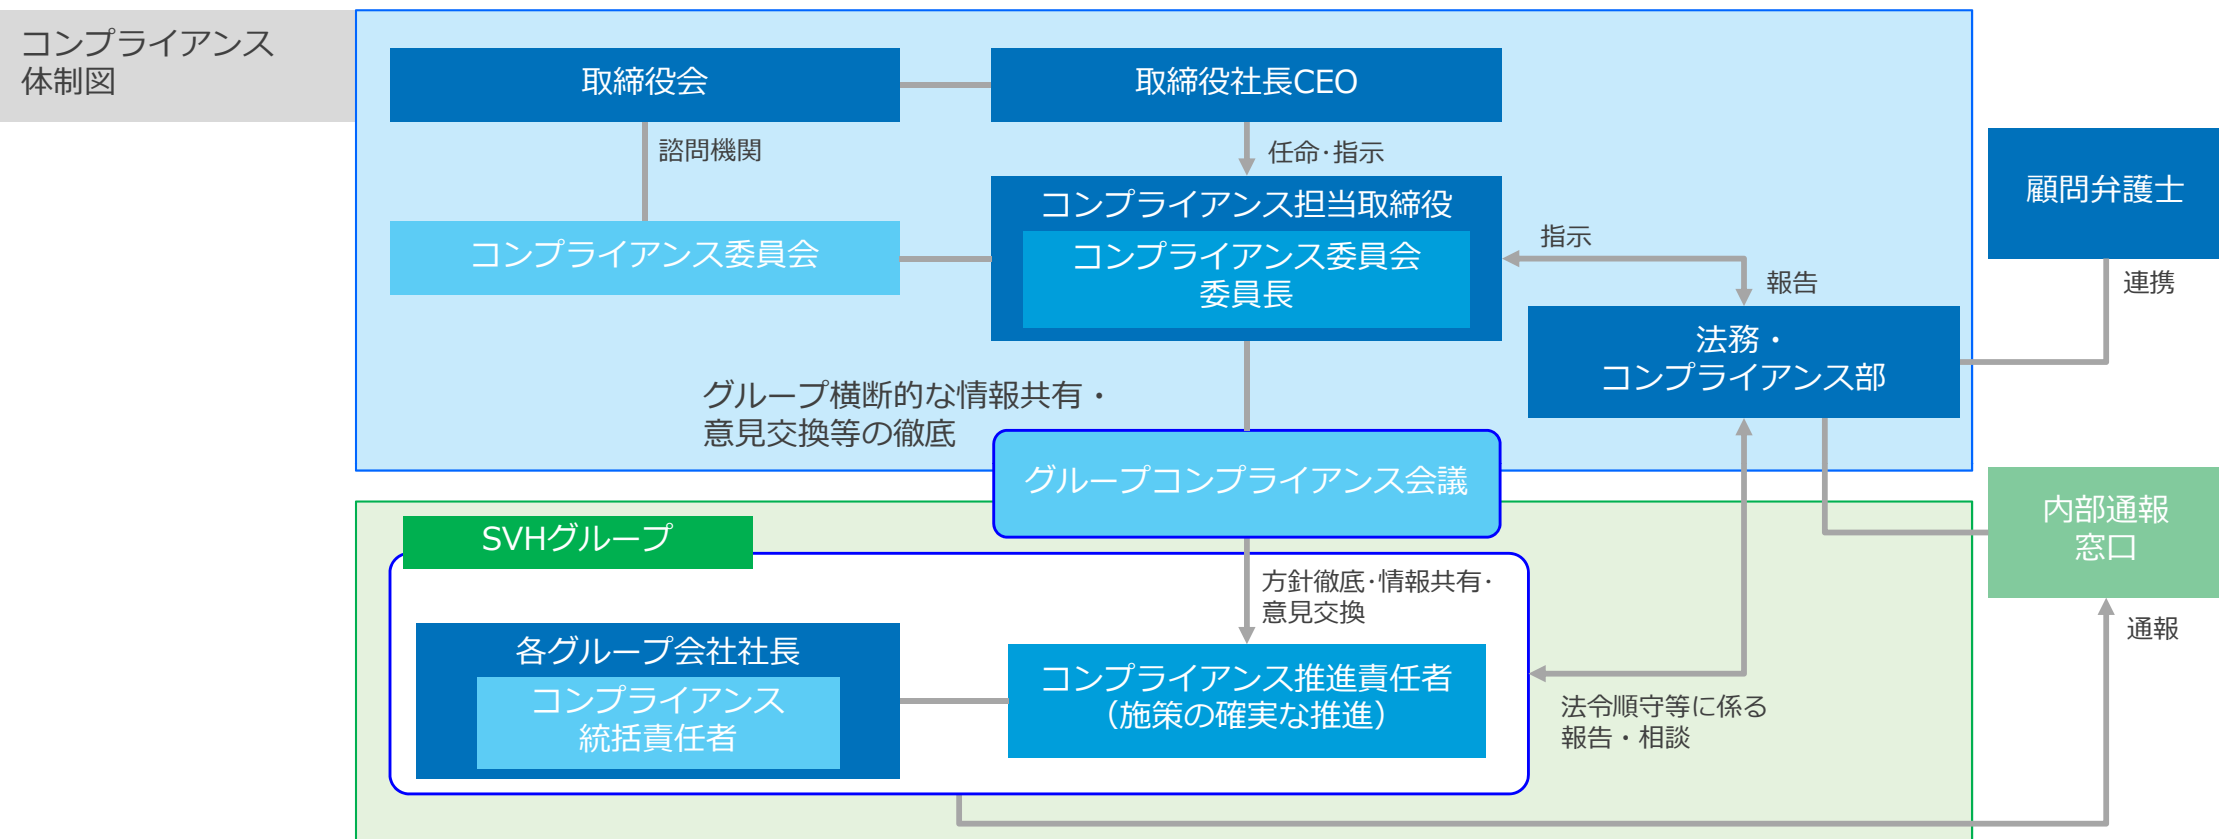 コンプライアンス
体制図
取締役会
取締役社長CEO
諮問機関
任命･指示
コンプライアンス委員会
コンプライアンス担当取締役
コンプライアンス委員会
委員長
指示
報告
顧問弁護士
連携
法務・
コンプライアンス部
グループ横断的な情報共有・
意見交換等の徹底
グループコンプライアンス会議
内部通報
窓口
通報
SVHグループ
方針徹底･情報共有･
意見交換
各グループ会社社長
コンプライアンス
統括責任者
コンプライアンス推進責任者
（施策の確実な推進）
法令順守等に係る
報告・相談